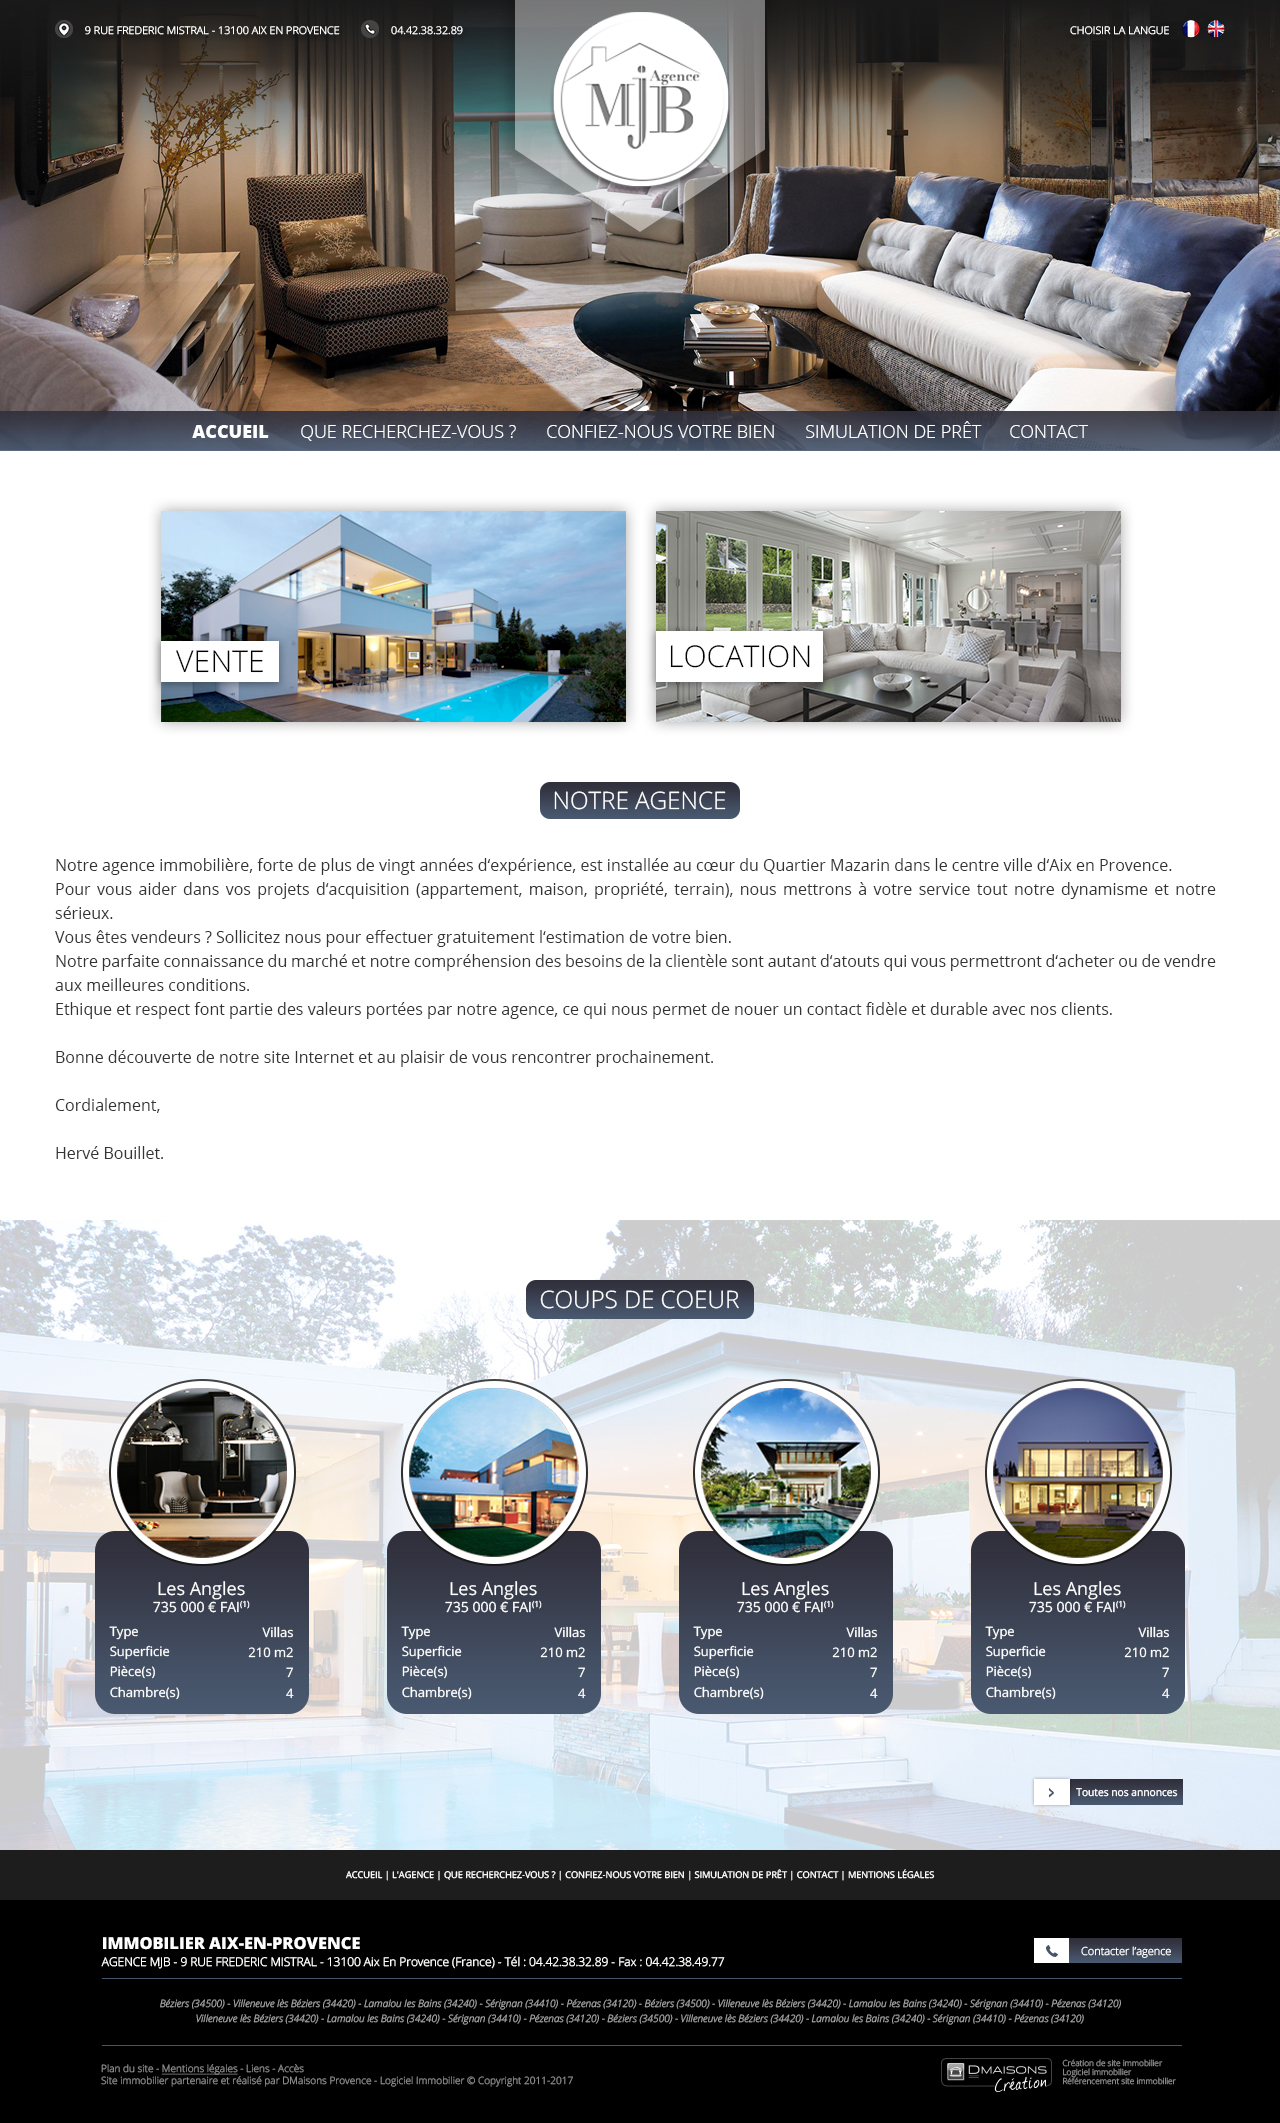 9 RUE FREDERIC MISTRAL - 13100 AIX EN PROVENCE
04.42.38.32.89
CHOISIR LA LANGUE
Agence
MJB
ACCUEIL QUE RECHERCHEZ-VOUS ? CONFIEZ-NOUS VOTRE BIEN SIMULATION DE PRÊT CONTACT
VENTE
LOCATION
NOTRE AGENCE
Notre agence immobilière, forte de plus de vingt années d‘expérience, est installée au cœur du Quartier Mazarin dans le centre ville d‘Aix en Provence.
Pour vous aider dans vos projets d‘acquisition (appartement, maison, propriété, terrain), nous mettrons à votre service tout notre dynamisme et notre
sérieux.
Vous êtes vendeurs ? Sollicitez nous pour effectuer gratuitement l‘estimation de votre bien.
Notre parfaite connaissance du marché et notre compréhension des besoins de la clientèle sont autant d‘atouts qui vous permettront d‘acheter ou de vendre
aux meilleures conditions.
Ethique et respect font partie des valeurs portées par notre agence, ce qui nous permet de nouer un contact fidèle et durable avec nos clients.
Bonne découverte de notre site Internet et au plaisir de vous rencontrer prochainement.
Cordialement,
Hervé Bouillet.
COUPS DE COEUR
Les Angles
735 000 € FAI(1)
Type Villas
Superficie 210 m2
Pièce(s) 7
Chambre(s) 4
Les Angles
735 000 € FAI(1)
Type Villas
Superficie 210 m2
Pièce(s) 7
Chambre(s) 4
Les Angles
735 000 € FAI(1)
Type Villas
Superficie 210 m2
Pièce(s) 7
Chambre(s) 4
Les Angles
735 000 € FAI(1)
Type Villas
Superficie 210 m2
Pièce(s) 7
Chambre(s) 4
Toutes nos annonces
ACCUEIL | L'AGENCE | QUE RECHERCHEZ-VOUS ? | CONFIEZ-NOUS VOTRE BIEN | SIMULATION DE PRÊT | CONTACT | MENTIONS LÉGALES
IMMOBILIER AIX-EN-PROVENCE
AGENCE MJB - 9 RUE FREDERIC MISTRAL - 13100 Aix En Provence (France) - Tél : 04.42.38.32.89 - Fax : 04.42.38.49.77
Contacter l'agence
Béziers (34500) - Villeneuve lès Béziers (34420) - Lamalou les Bains (34240) - Sérignan (34410) - Pézenas (34120) - Béziers (34500) - Villeneuve lès Béziers (34420) - Lamalou les Bains (34240) - Sérignan (34410) - Pézenas (34120)
Villeneuve lès Béziers (34420) - Lamalou les Bains (34240) - Sérignan (34410) - Pézenas (34120) - Béziers (34500) - Villeneuve lès Béziers (34420) - Lamalou les Bains (34240) - Sérignan (34410) - Pézenas (34120)
Plan du site - Mentions légales - Liens - Accès
Site immobilier partenaire et réalisé par DMaisons Provence - Logiciel Immobilier © Copyright 2011-2017
DMAISONS
Création
Création de site immobilier
Logiciel immobilier
Référencement site immobilier